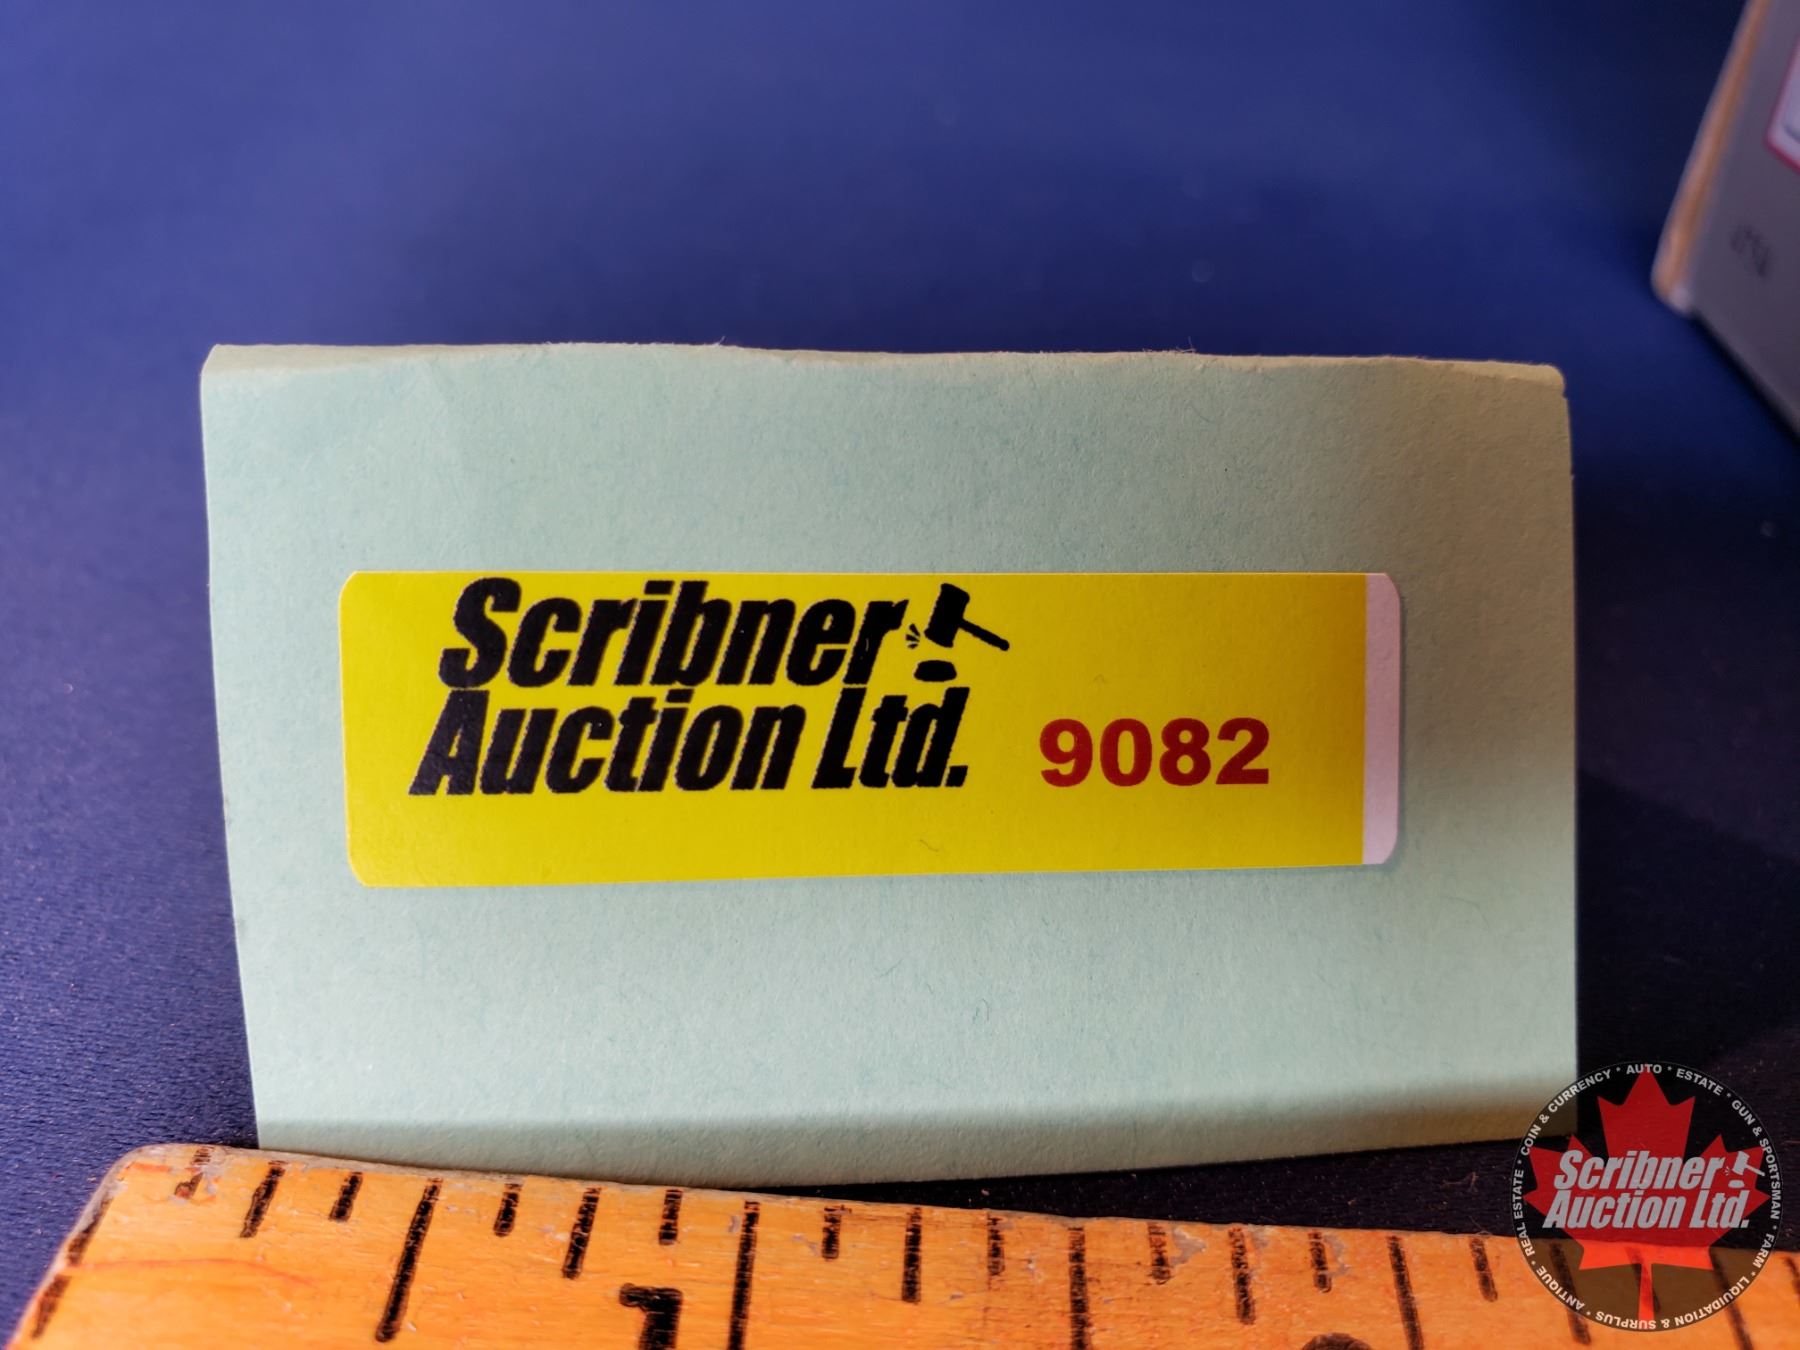 Scribner
Auction Ltd.
9082
1
REAL ESTATE * COIN & CURRENCY * AUTO * ESTATE * GUN & SPORTSMAN * FARM * LIQUIDATION & SURPLUS * ANTIQUE *
Scribner
Auction Ltd.